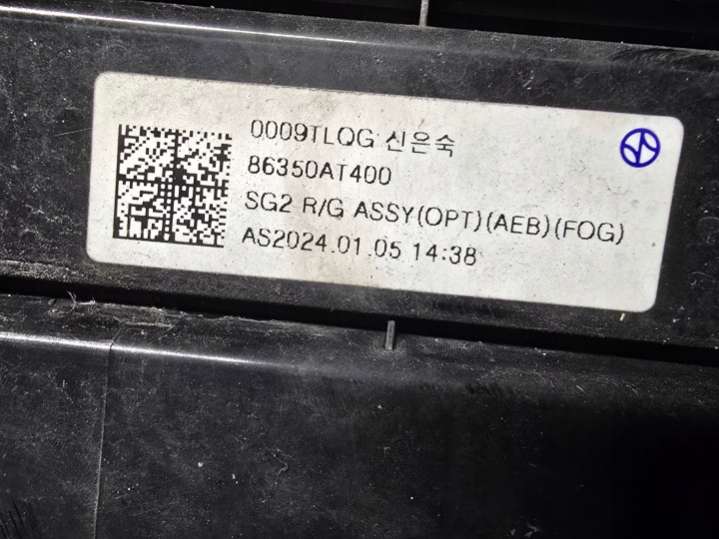 0009TLQG 신은숙
86350AT400
SG2 R/G ASSY(OPT)(AEB)(FOG)
AS2024.01.05 14:38